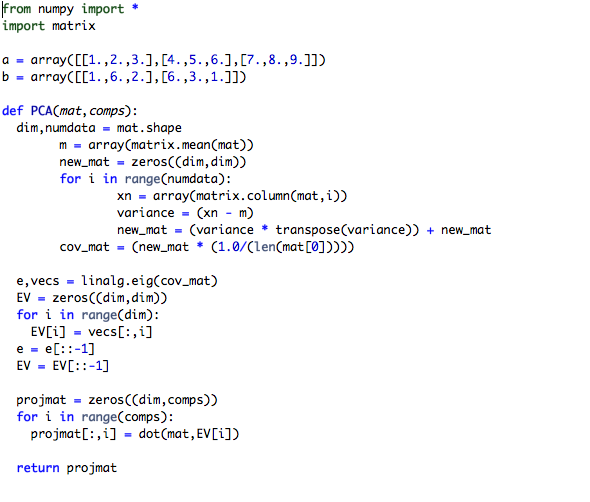 from numpy import *
import matrix

a = array([[1.,2.,3.],[4.,5.,6.],[7.,8.,9.]])
b = array([[1.,6.,2.],[6.,3.,1.]])

def PCA(mat,comps):
  dim,numdata = mat.shape
        m = array(matrix.mean(mat))
        new_mat = zeros((dim,dim))
        for i in range(numdata):
                xn = array(matrix.column(mat,i))
                variance = (xn - m)
                new_mat = (variance * transpose(variance)) + new_mat
        cov_mat = (new_mat * (1.0/(len(mat[0]))))

  e,vecs = linalg.eig(cov_mat)
  EV = zeros((dim,dim))
  for i in range(dim):
    EV[i] = vecs[:,i]
  e = e[::-1]
  EV = EV[::-1]

  projmat = zeros((dim,comps))
  for i in range(comps):
    projmat[:,i] = dot(mat,EV[i])

  return projmat